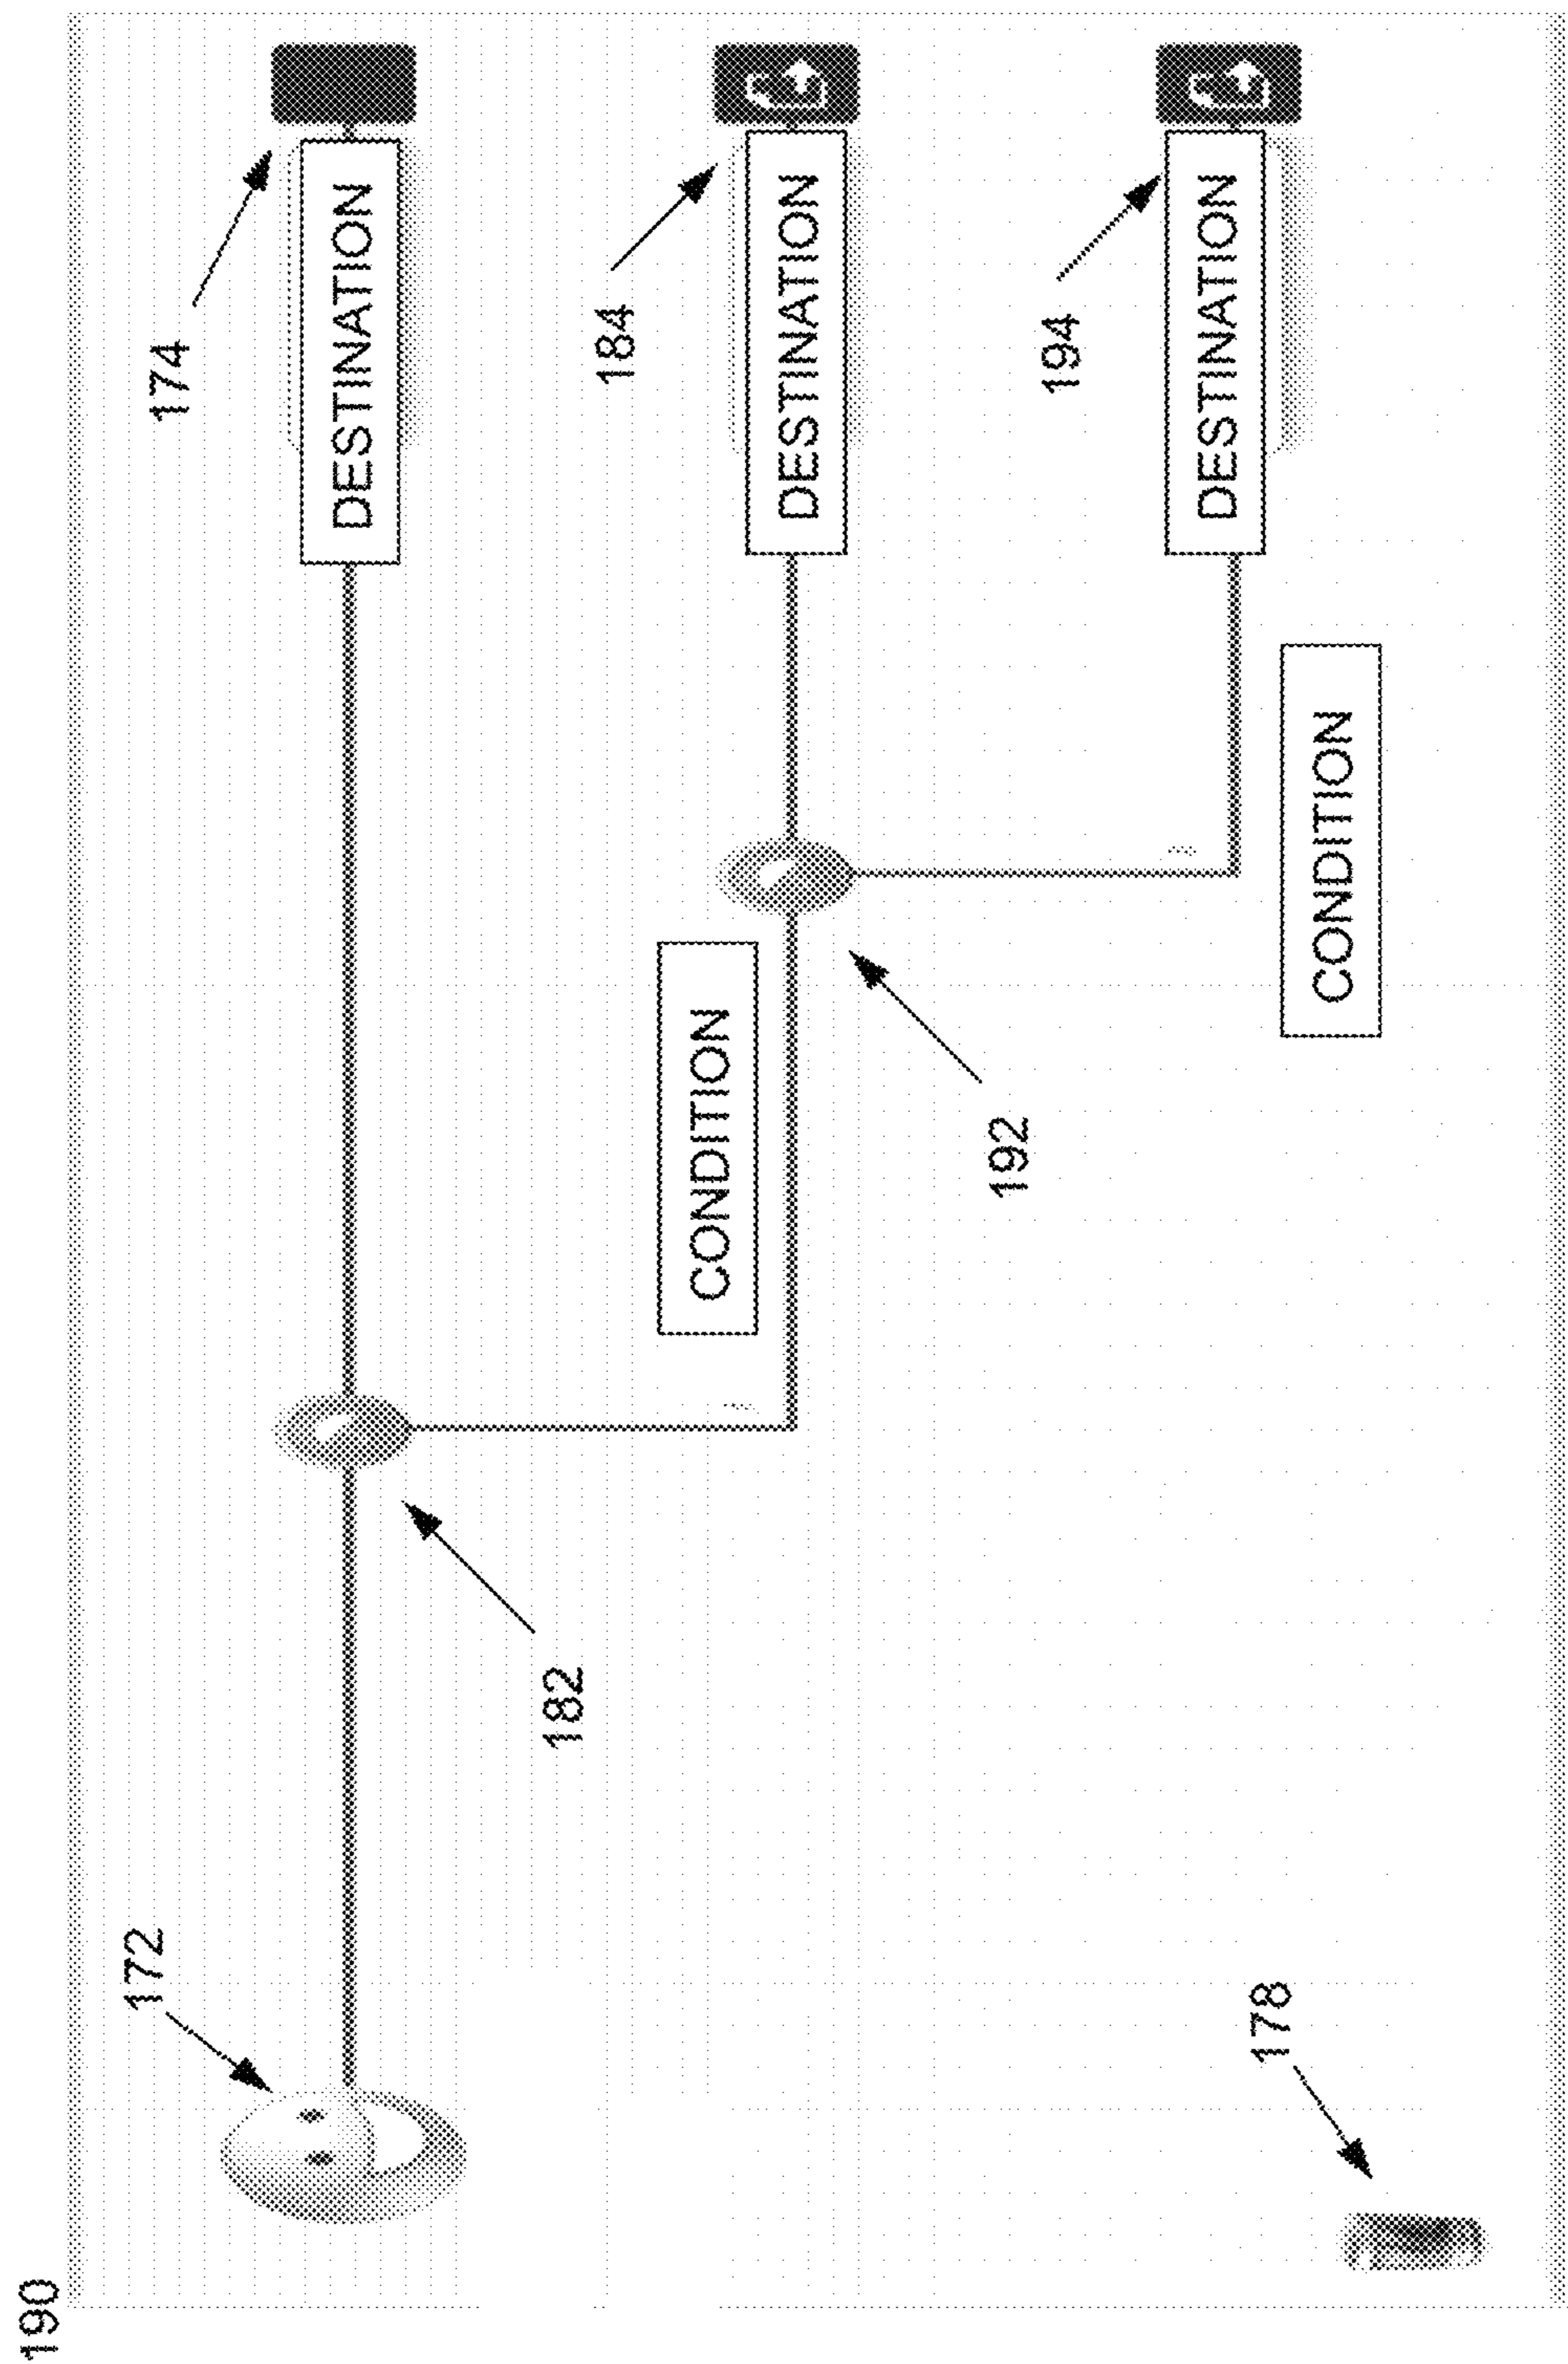 190
172
174
DESTINATION
182
184
CONDITION
DESTINATION
192
194
DESTINATION
178
CONDITION